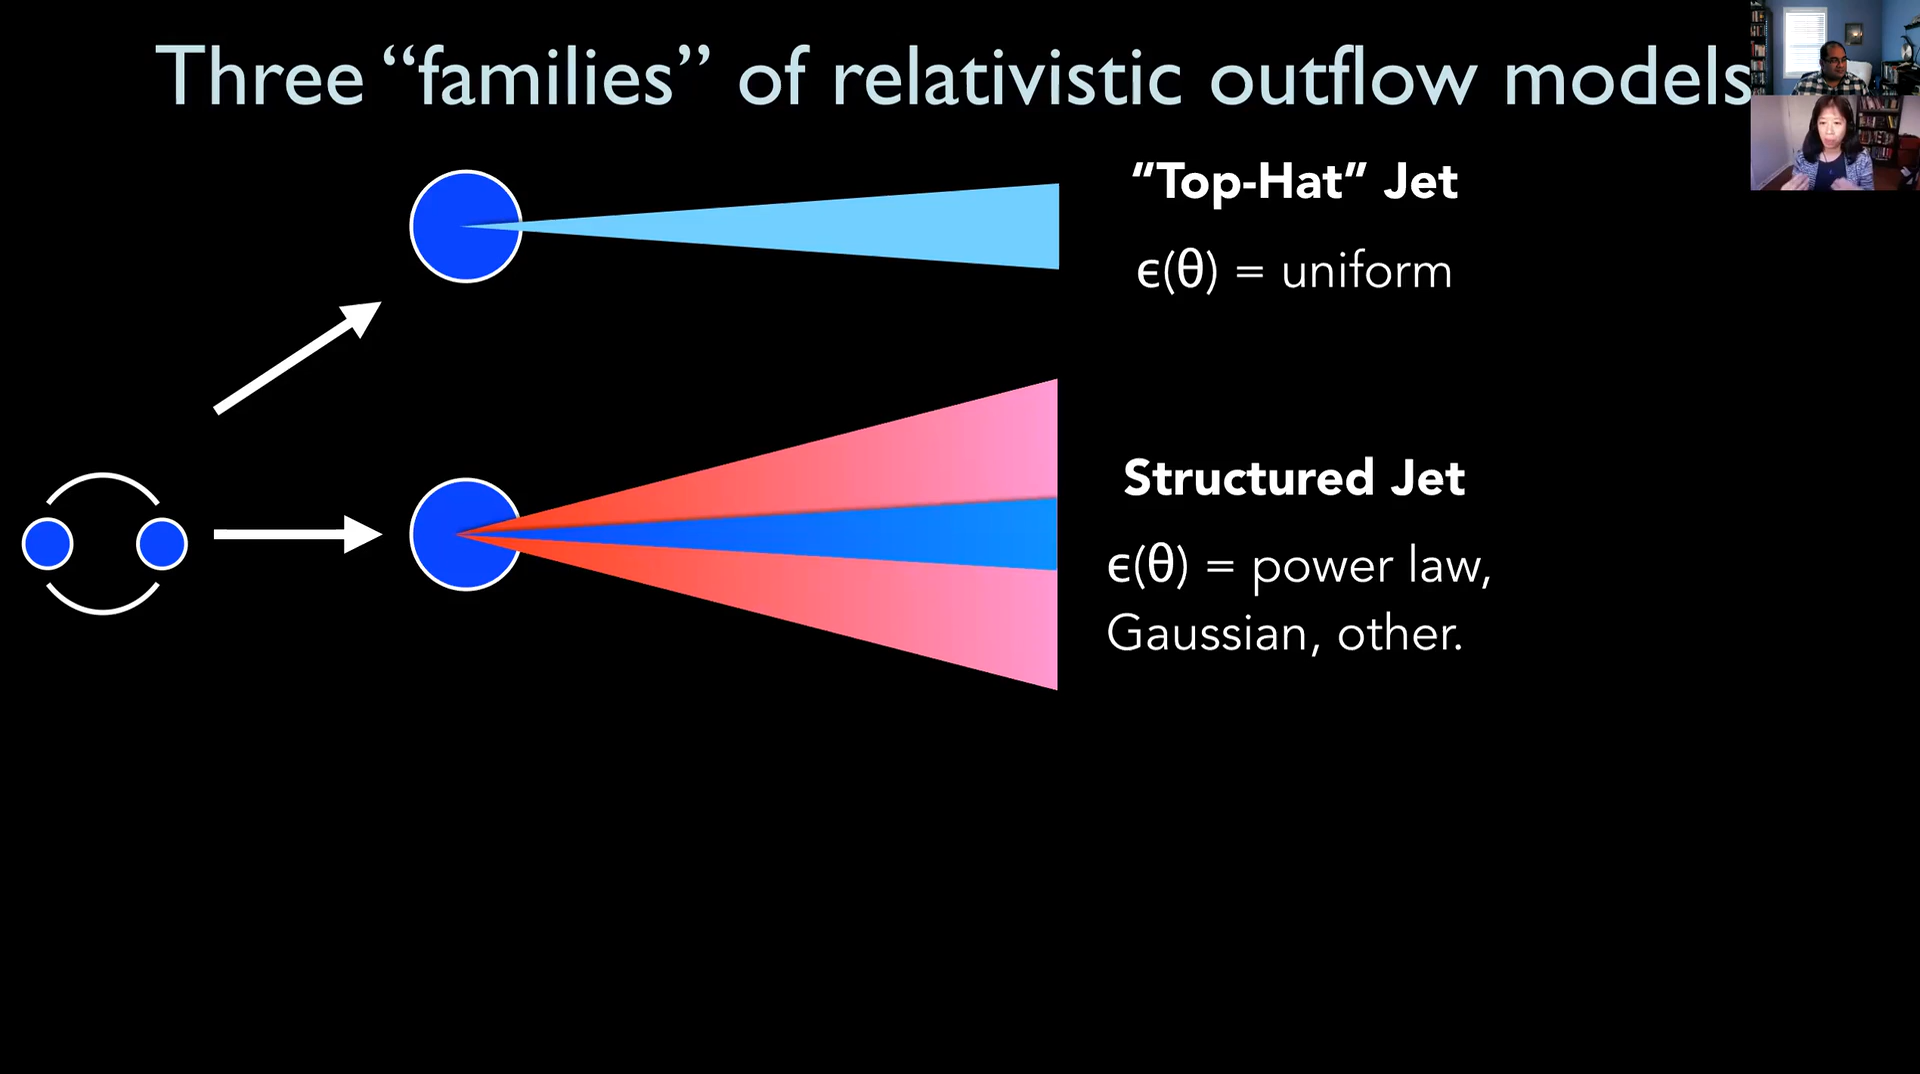 Three “families” of relativistic outflow models
“Top-Hat” Jet
ϵ(θ) = uniform
Structured Jet
ϵ(θ) = power law,
Gaussian, other.